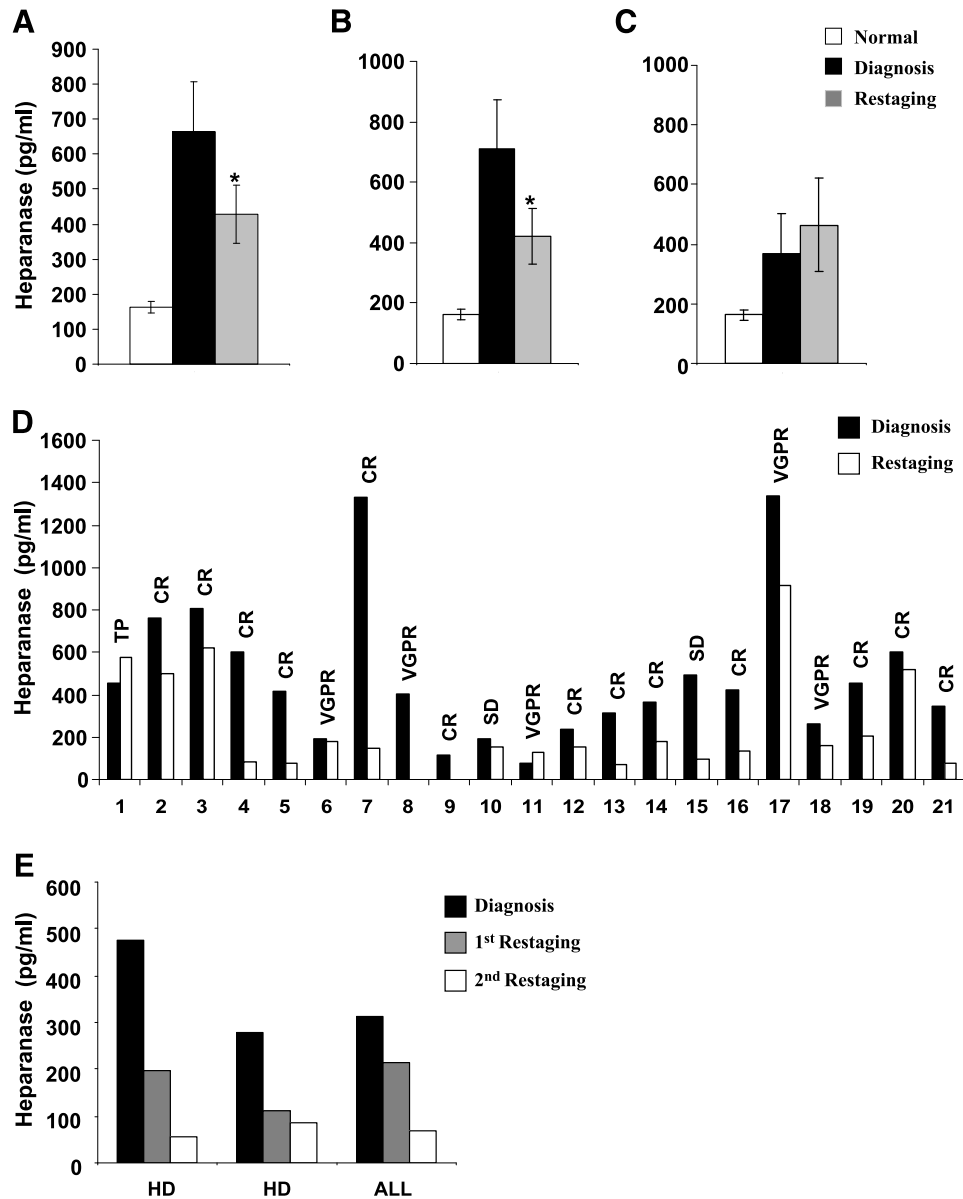 A
B
C
Normal
Diagnosis
Restaging
Heparanase (pg/ml)
900
800
700
600
500
400
300
200
100
0
*
1000
800
600
400
200
0
*
1000
800
600
400
200
0
D
Diagnosis
Restaging
Heparanase (pg/ml)
1600
1400
1200
1000
800
600
400
200
0
TP
CR
CR
CR
CR
VGPR
CR
VGPR
CR
SD
VGPR
CR
CR
CR
SD
CR
VGPR
VGPR
CR
CR
CR
1 2 3 4 5 6 7 8 9 10 11 12 13 14 15 16 17 18 19 20 21
E
Diagnosis
1st Restaging
2nd Restaging
Heparanase (pg/ml)
600
500
400
300
200
100
0
HD HD ALL